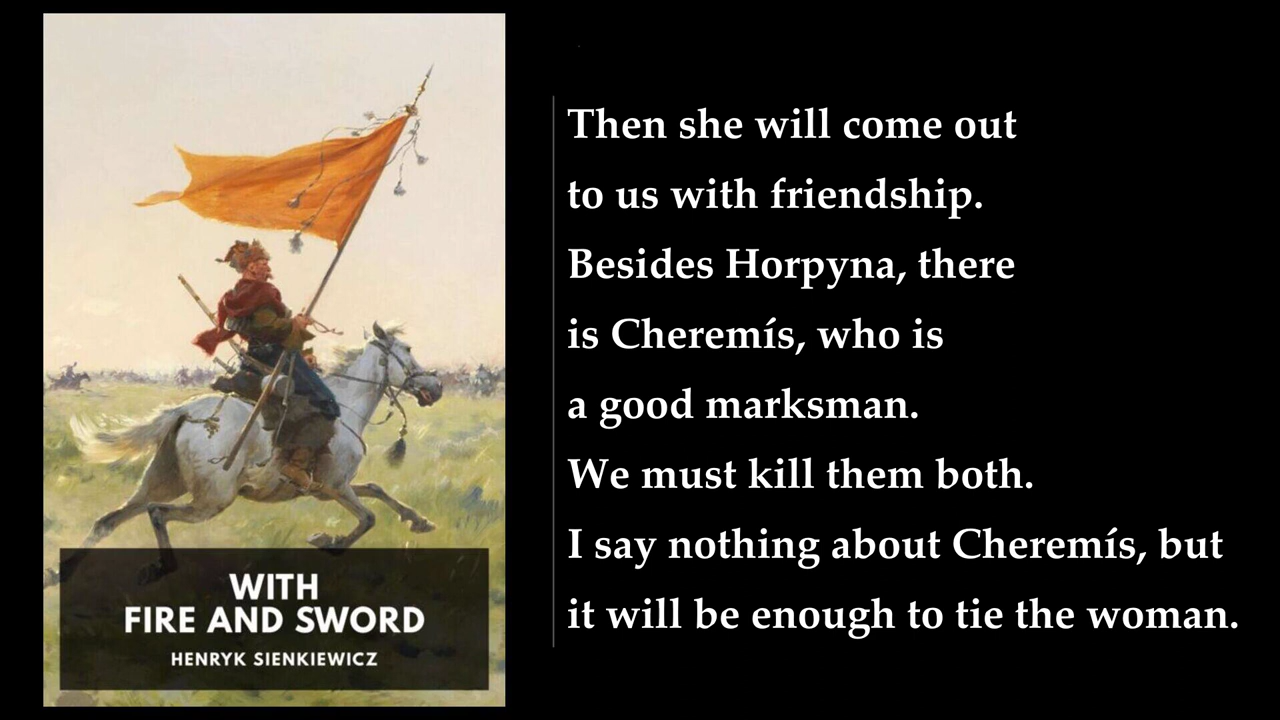 WITH
FIRE AND SWORD
HENRYK SIENKIEWICZ
Then she will come out
to us with friendship.
Besides Horpyna, there
is Cheremís, who is
a good marksman.
We must kill them both.
I say nothing about Cheremís, but
it will be enough to tie the woman.